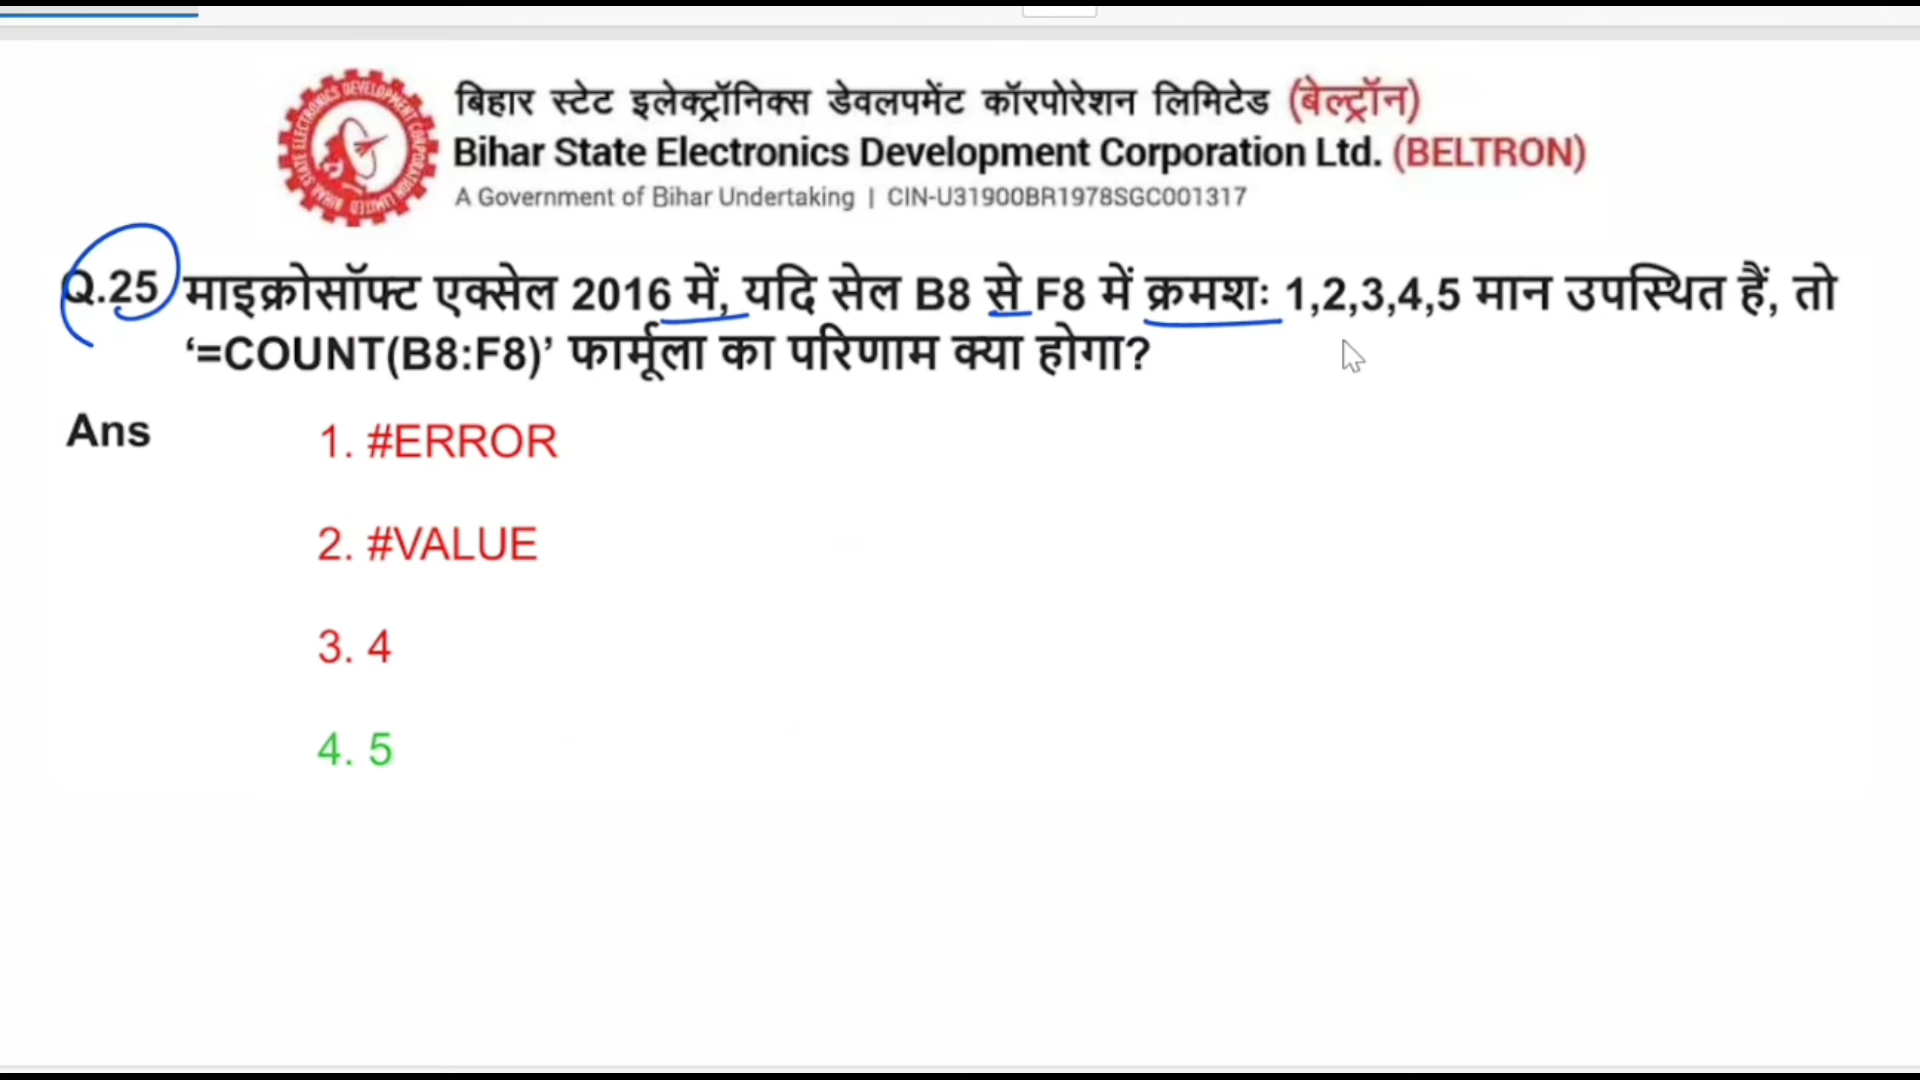 बिहार स्टेट इलेक्ट्रॉनिक्स डेवलपमेंट कॉरपोरेशन लिमिटेड (बेल्ट्रॉन)
Bihar State Electronics Development Corporation Ltd. (BELTRON)
A Government of Bihar Undertaking | CIN-U31900BR1978SGC001317
Q.25 माइक्रोसॉफ्ट एक्सेल 2016 में, यदि सेल B8 से F8 में क्रमशः 1,2,3,4,5 मान उपस्थित हैं, तो
‘=COUNT(B8:F8)’ फार्मूला का परिणाम क्या होगा?
Ans
1. #ERROR
2. #VALUE
3. 4
4. 5